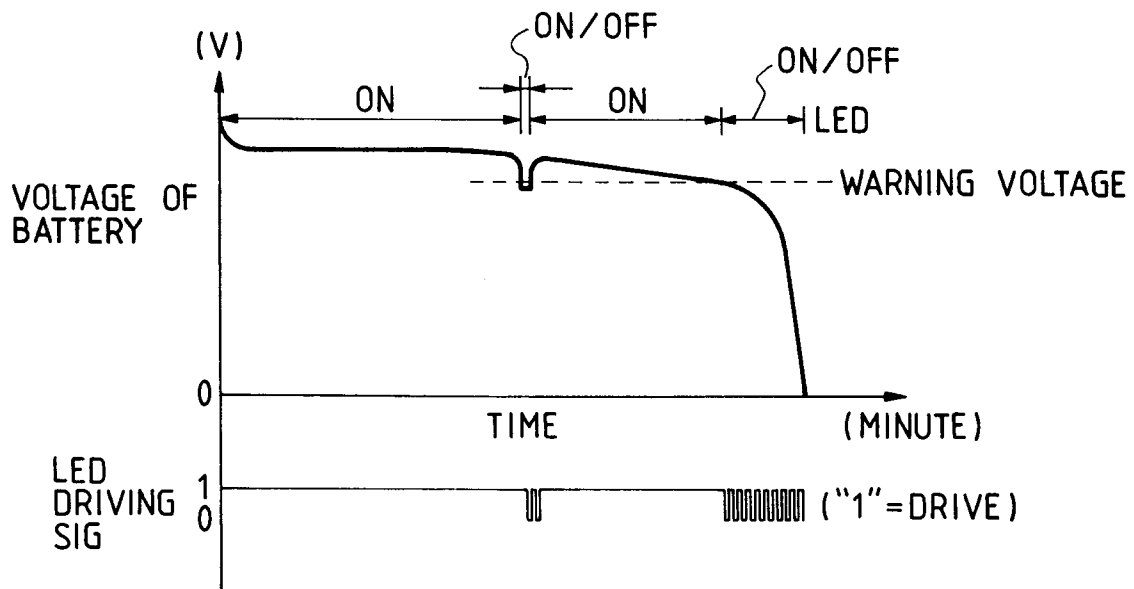 (V)
ON/OFF
ON/OFF
ON
ON
LED
VOLTAGE OF
BATTERY
WARNING VOLTAGE
0
TIME
(MINUTE)
LED
DRIVING
SIG
1
0
("1"=DRIVE)